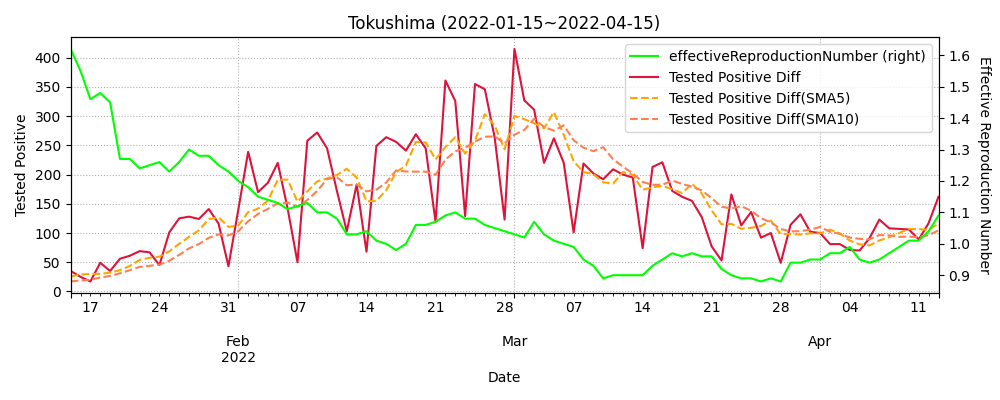 Tokushima (2022-01-15~2022-04-15)
effectiveReproductionNumber (right)
Tested Positive Diff
Tested Positive Diff(SMA5)
Tested Positive Diff(SMA10)
Tested Positive
400
350
300
250
200
150
100
50
0
1.6
1.5
1.4
1.3
1.2
1.1
1.0
0.9
Effective Reproduction Number
17 24 31 07 14 21 28 07 14 21 28 04 11
Feb Mar Apr
2022
Date